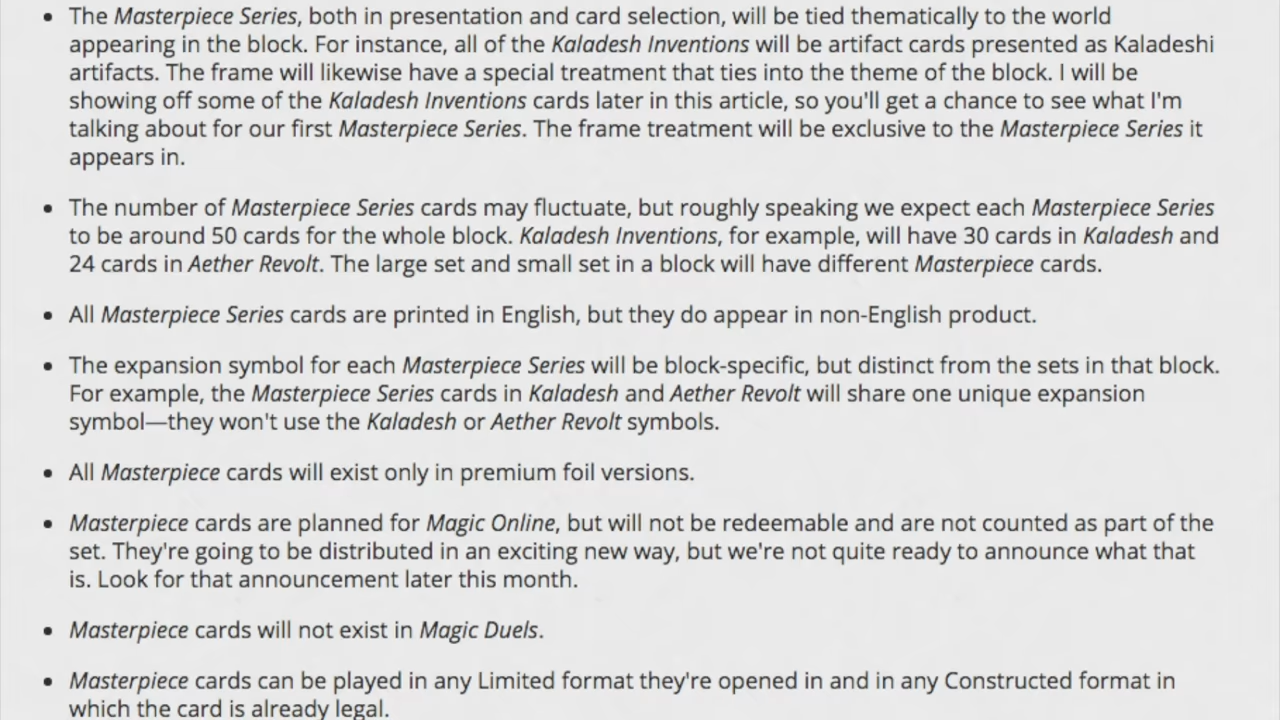 • The Masterpiece Series, both in presentation and card selection, will be tied thematically to the world
appearing in the block. For instance, all of the Kaladesh Inventions will be artifact cards presented as Kaladeshi
artifacts. The frame will likewise have a special treatment that ties into the theme of the block. I will be
showing off some of the Kaladesh Inventions cards later in this article, so you'll get a chance to see what I'm
talking about for our first Masterpiece Series. The frame treatment will be exclusive to the Masterpiece Series it
appears in.
• The number of Masterpiece Series cards may fluctuate, but roughly speaking we expect each Masterpiece Series
to be around 50 cards for the whole block. Kaladesh Inventions, for example, will have 30 cards in Kaladesh and
24 cards in Aether Revolt. The large set and small set in a block will have different Masterpiece cards.
• All Masterpiece Series cards are printed in English, but they do appear in non-English product.
• The expansion symbol for each Masterpiece Series will be block-specific, but distinct from the sets in that block.
For example, the Masterpiece Series cards in Kaladesh and Aether Revolt will share one unique expansion
symbol—they won't use the Kaladesh or Aether Revolt symbols.
• All Masterpiece cards will exist only in premium foil versions.
• Masterpiece cards are planned for Magic Online, but will not be redeemable and are not counted as part of the
set. They're going to be distributed in an exciting new way, but we're not quite ready to announce what that
is. Look for that announcement later this month.
• Masterpiece cards will not exist in Magic Duels.
• Masterpiece cards can be played in any Limited format they're opened in and in any Constructed format in
which the card is already legal.